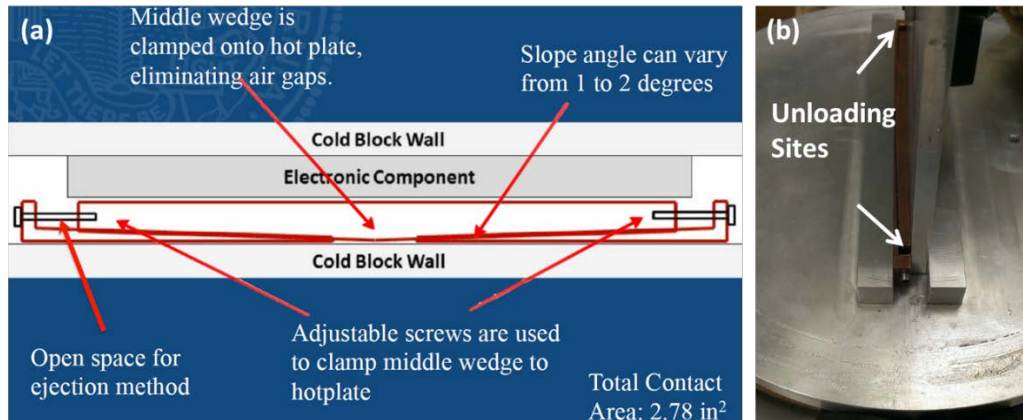 (a)
Middle wedge is
clamped onto hot plate,
eliminating air gaps.
Slope angle can vary
from 1 to 2 degrees
Cold Block Wall
Electronic Component
Cold Block Wall
Open space for
ejection method
Adjustable screws are used
to clamp middle wedge to
hotplate
Total Contact
Area: 2.78 in²
(b)
Unloading
Sites